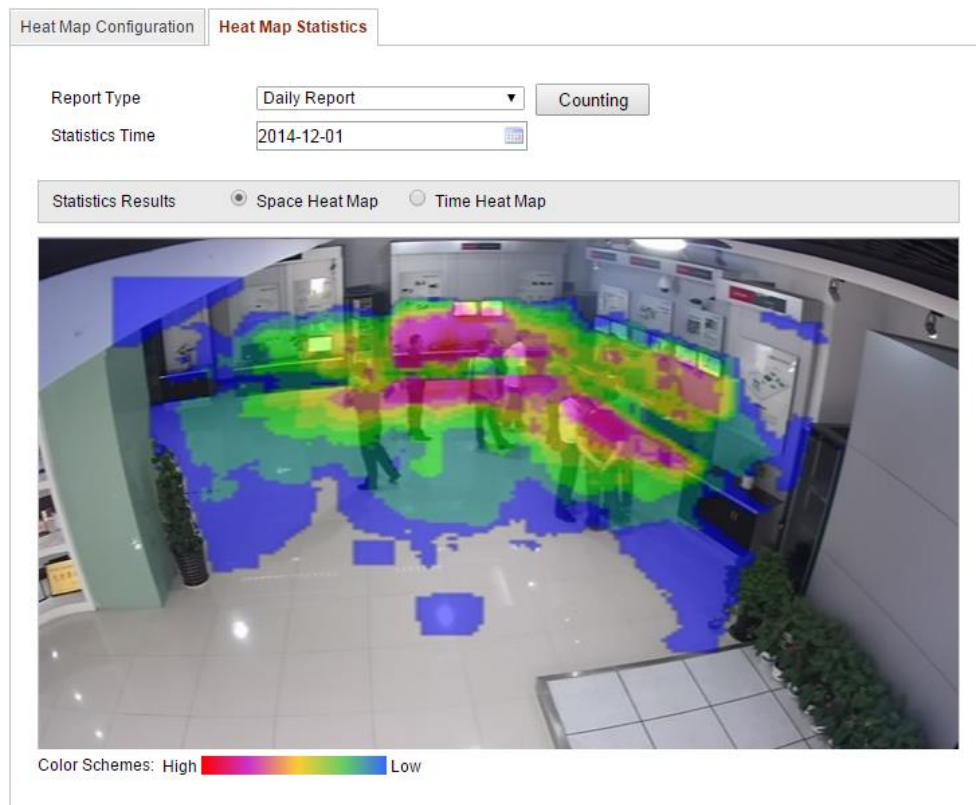 Heat Map Configuration
Heat Map Statistics
Report Type
Daily Report
Counting
Statistics Time
2014-12-01
Statistics Results
Space Heat Map
Time Heat Map
Color Schemes: High
Low